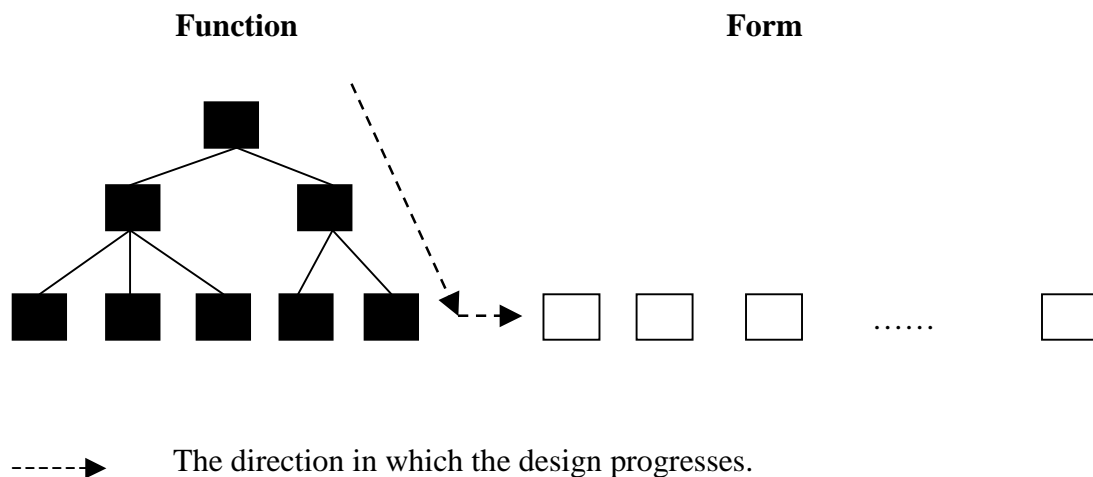 Function Form
……
The direction in which the design progresses.